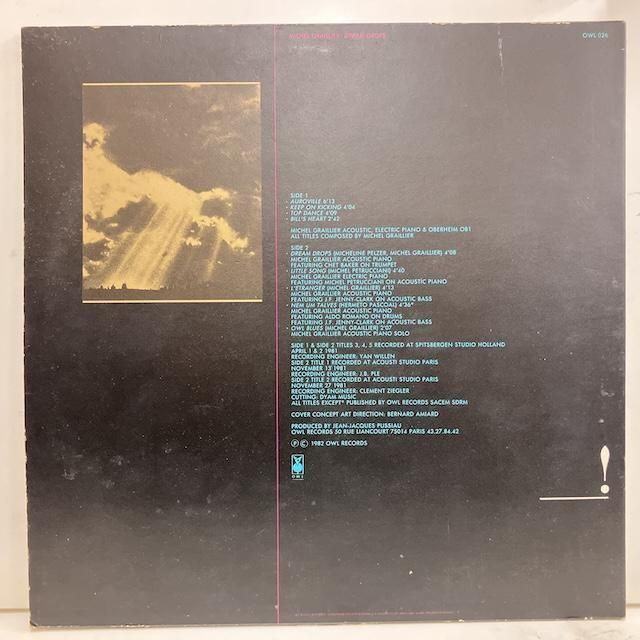 MICHEL GRAILLIER · DREAM DROPS
OWL 026
SIDE 1
· AUROVILLE 6'13
· KEEP ON KICKING 4'04
· TOP DANCE 4'09
· BILL'S HEART 2'42
MICHEL GRAILLIER ACOUSTIC, ELECTRIC PIANO & OBERHEIM OB1
ALL TITLES COMPOSED BY MICHEL GRAILLIER
SIDE 2
· DREAM DROPS (MICHELINE PELZER, MICHEL GRAILLIER) 4'08
MICHEL GRAILLIER ACOUSTIC PIANO
FEATURING CHET BAKER ON TRUMPET
· LITTLE SONG (MICHEL PETRUCCIANI) 4'40
MICHEL GRAILLIER ELECTRIC PIANO
FEATURING MICHEL PETRUCCIANI ON ACOUSTIC PIANO
· L'ETRANGER (MICHEL GRAILLIER) 4'13
MICHEL GRAILLIER ACOUSTIC PIANO
FEATURING J.F. JENNY-CLARK ON ACOUSTIC BASS
· NEM UM TALVES (HERMETO PASCOAL) 4'26*
MICHEL GRAILLIER ACOUSTIC PIANO
FEATURING ALDO ROMANO ON DRUMS
FEATURING J.F. JENNY-CLARK ON ACOUSTIC BASS
· OWL BLUES (MICHEL GRAILLIER) 2'07
MICHEL GRAILLIER ACOUSTIC PIANO SOLO
SIDE 1 & SIDE 2 TITLES 3, 4, 5 RECORDED AT SPITSBERGEN STUDIO HOLLAND
APRIL 1 & 2 1981
RECORDING ENGINEER: YAN WILLEN
SIDE 2 TITLE 1 RECORDED AT ACOUSTI STUDIO PARIS
NOVEMBER 13 1981
RECORDING ENGINEER: J.B. PLE
SIDE 2 TITLE 2 RECORDED AT ACOUSTI STUDIO PARIS
NOVEMBER 27 1981
RECORDING ENGINEER: CLEMENT ZIEGLER
CUTTING: DYAM MUSIC
ALL TITLES EXCEPT* PUBLISHED BY OWL RECORDS SACEM SDRM
COVER CONCEPT ART DIRECTION: BERNARD AMIARD
PRODUCED BY JEAN-JACQUES PUSSIAU
OWL RECORDS 50 RUE LIANCOURT 75014 PARIS 43.27.84.42
Ⓟ © 1982 OWL RECORDS
OWL
!